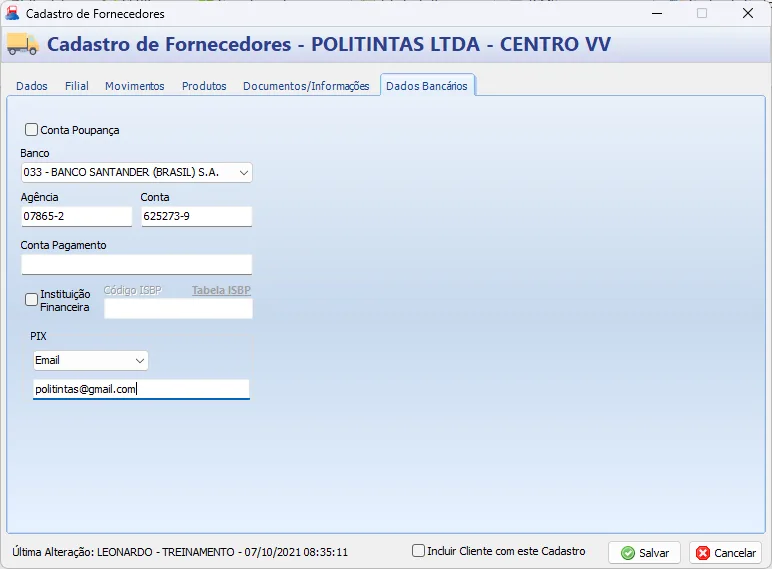 Cadastro de Fornecedores
Cadastro de Fornecedores - POLITINTAS LTDA - CENTRO VV
Dados Filial Movimentos Produtos Documentos/Informações Dados Bancários
Conta Poupança
Banco
033 - BANCO SANTANDER (BRASIL) S.A.
Agência Conta
07865-2 625273-9
Conta Pagamento
Instituição Financeira Código ISBP Tabela ISBP
PIX
Email
politintas@gmail.com
Última Alteração: LEONARDO - TREINAMENTO - 07/10/2021 08:35:11 Incluir Cliente com este Cadastro Salvar Cancelar